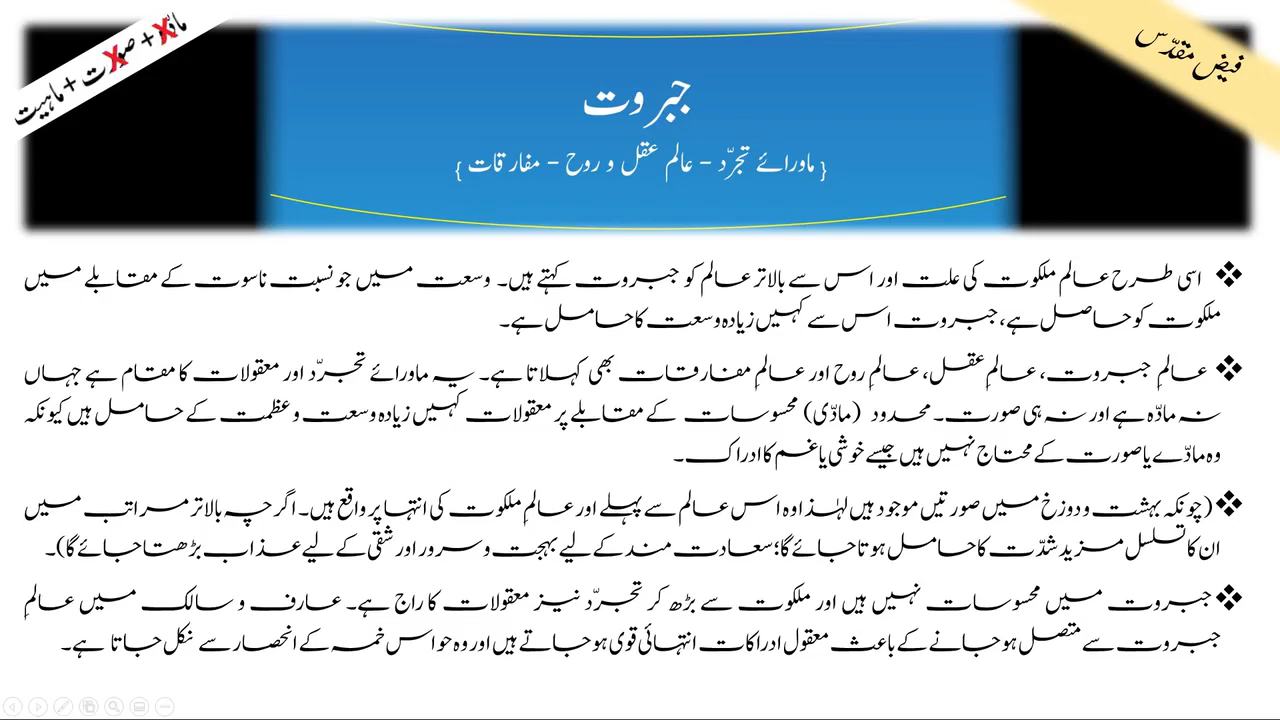 فیض مقدّس
مادّہ + صورت + ماہیت
جبروت
{ماورائے تجرّد – عالم عقل و روح – مفارقات}
اسی طرح عالم ملکوت کی علت اور اس سے بالاتر عالم کو جبروت کہتے ہیں۔ وسعت میں جو نسبت ناسوت کے مقابلے میں
ملکوت کو حاصل ہے، جبروت اس سے کہیں زیادہ وسعت کا حامل ہے۔
عالمِ جبروت، عالمِ عقل، عالمِ روح اور عالمِ مفارقات بھی کہلاتا ہے۔ یہ ماورائے تجرّد اور معقولات کا مقام ہے جہاں
نہ مادّہ ہے اور نہ ہی صورت۔ محدود (مادّی) محسوسات کے مقابلے پر معقولات کہیں زیادہ وسعت و عظمت کے حامل ہیں کیونکہ
وہ مادّے یا صورت کے محتاج نہیں ہیں جیسے خوشی یا غم کا ادراک۔
(چونکہ بہشت و دوزخ میں صورتیں موجود ہیں لہٰذا وہ اس عالم سے پہلے اور عالمِ ملکوت کی انتہا پر واقع ہیں۔ اگرچہ بالاتر مراتب میں
ان کا تسلسل مزید شدّت کا حامل ہوتا جائے گا؛ سعادت مند کے لیے بہجت و سرور اور شقی کے لیے عذاب بڑھتا جائے گا)۔
جبروت میں محسوسات نہیں ہیں اور ملکوت سے بڑھ کر تجرّد نیز معقولات کا راج ہے۔ عارف و سالک میں عالمِ
جبروت سے متصل ہو جانے کے باعث معقول ادراکات انتہائی قوی ہو جاتے ہیں اور وہ حواس خمسہ کے انحصار سے نکل جاتا ہے۔